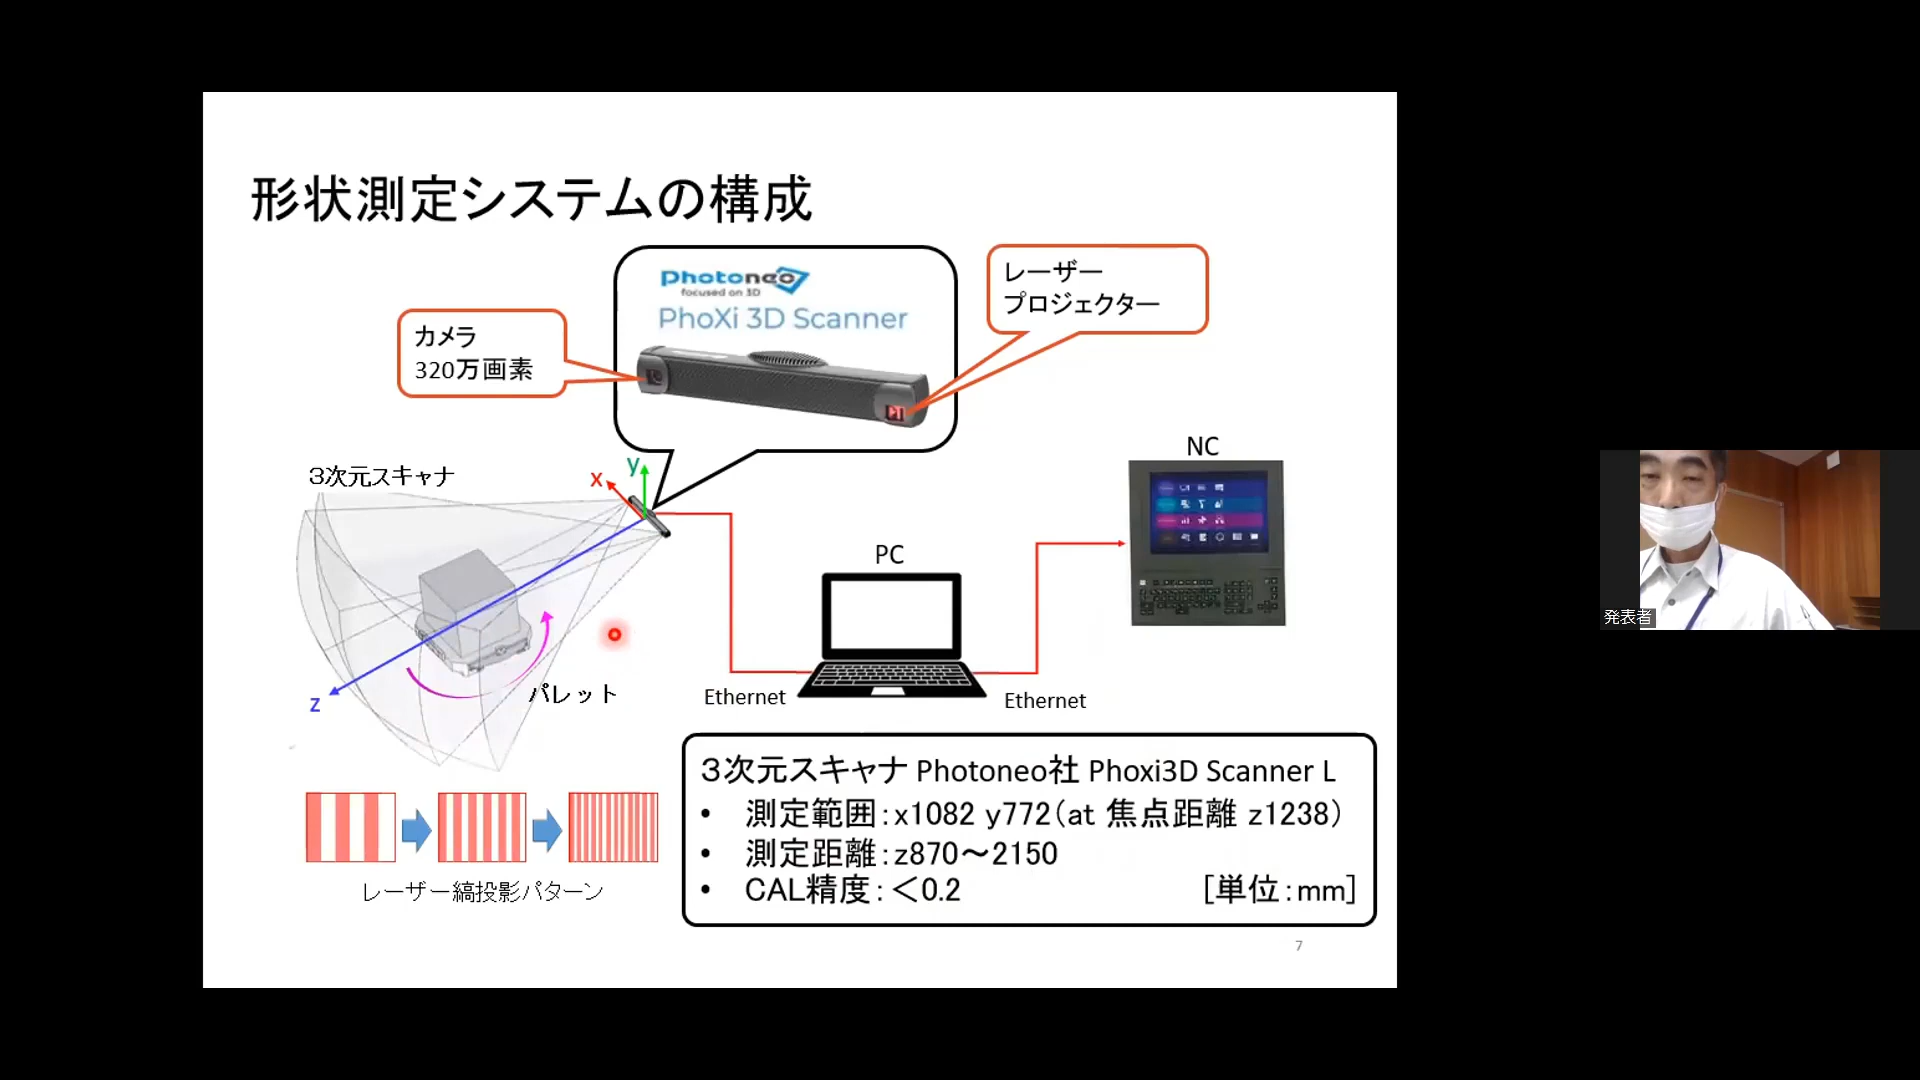 形状測定システムの構成
Photoneo
focused on 3D
PhoXi 3D Scanner
レーザー
プロジェクター
カメラ
320万画素
3次元スキャナ
x
y
z
パレット
PC
NC
Ethernet
Ethernet
レーザー縞投影パターン
3次元スキャナ Photoneo社 Phoxi3D Scanner L
• 測定範囲：x1082 y772（at 焦点距離 z1238）
• 測定距離：z870～2150
• CAL精度：＜0.2 [単位：mm]
7
発表者